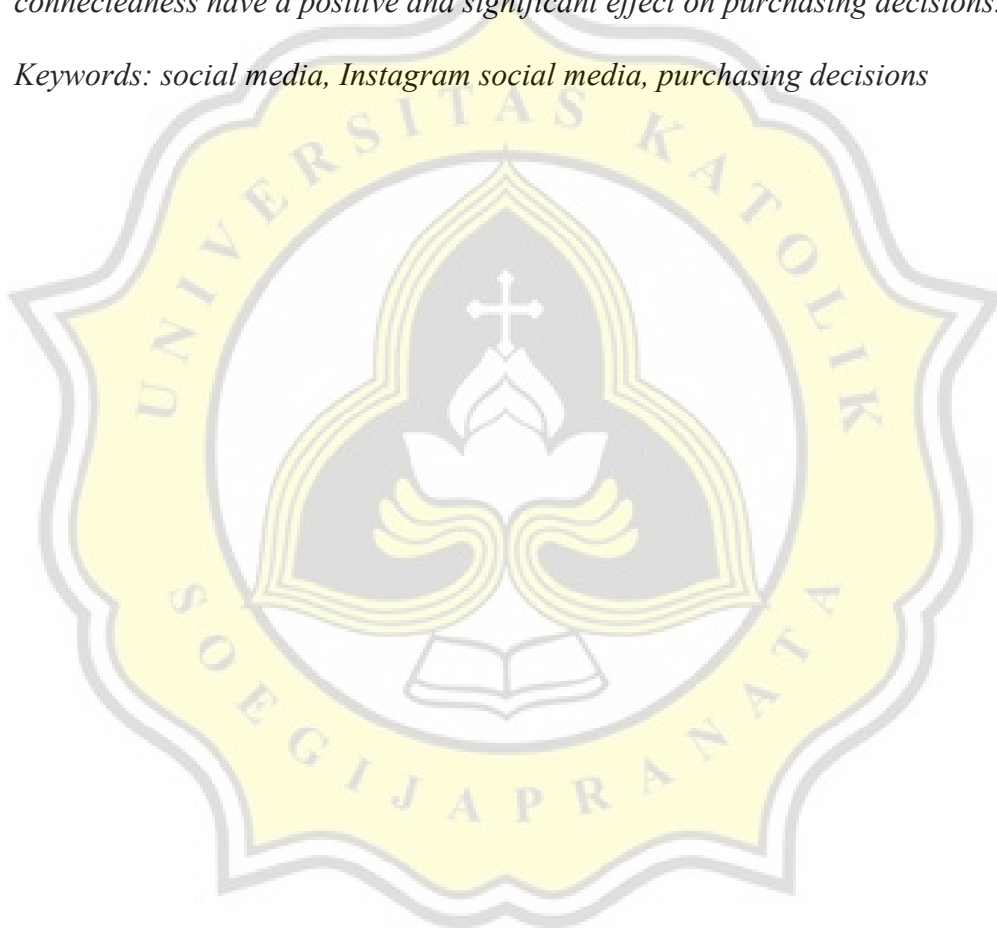 connectedness have a positive and significant effect on purchasing decisions.
Keywords: social media, Instagram social media, purchasing decisions
UNIVERSITAS KATOLIK
SOEGIJAPRANATA